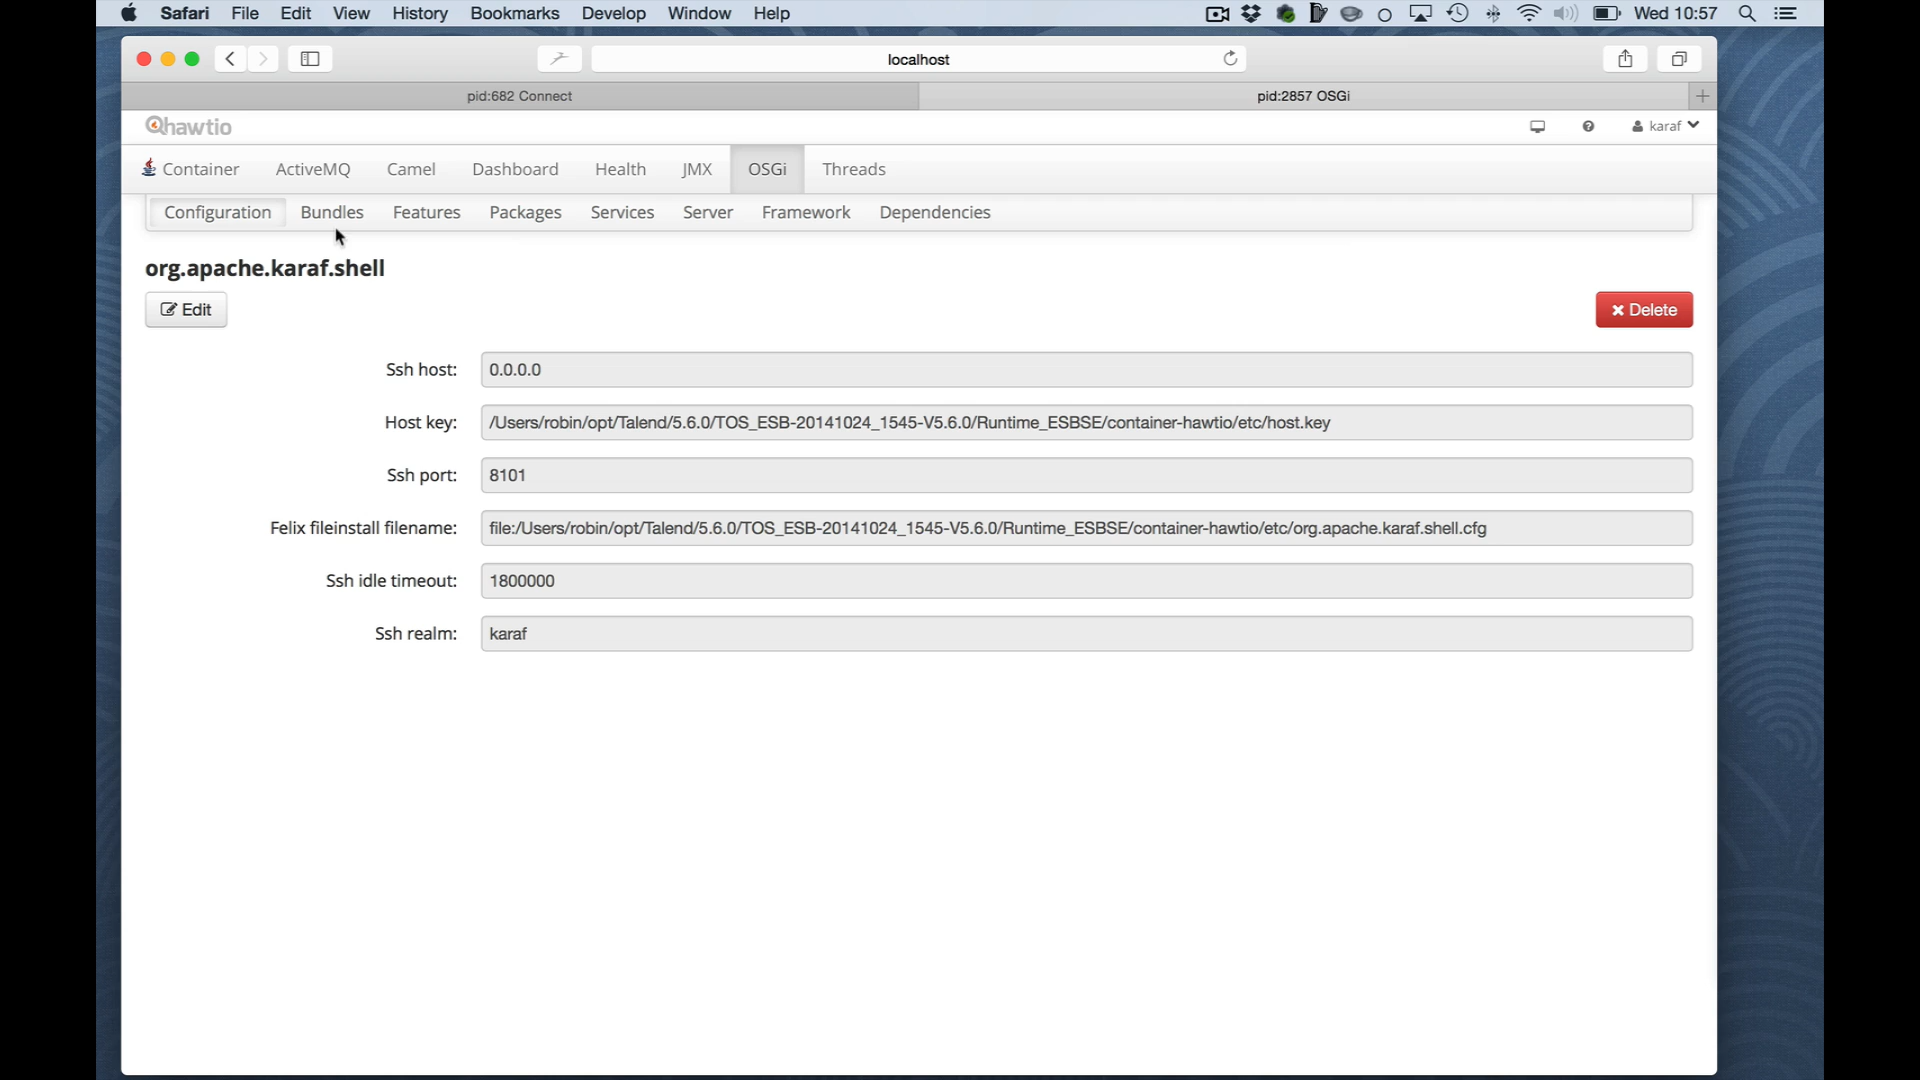 Safari File Edit View History Bookmarks Develop Window Help Wed 10:57
localhost
pid:682 Connect pid:2857 OSGi
hawtio karaf
Container ActiveMQ Camel Dashboard Health JMX OSGi Threads
Configuration Bundles Features Packages Services Server Framework Dependencies
org.apache.karaf.shell
Edit Delete
Ssh host: 0.0.0.0
Host key: /Users/robin/opt/Talend/5.6.0/TOS_ESB-20141024_1545-V5.6.0/Runtime_ESBSE/container-hawtio/etc/host.key
Ssh port: 8101
Felix fileinstall filename: file:/Users/robin/opt/Talend/5.6.0/TOS_ESB-20141024_1545-V5.6.0/Runtime_ESBSE/container-hawtio/etc/org.apache.karaf.shell.cfg
Ssh idle timeout: 1800000
Ssh realm: karaf